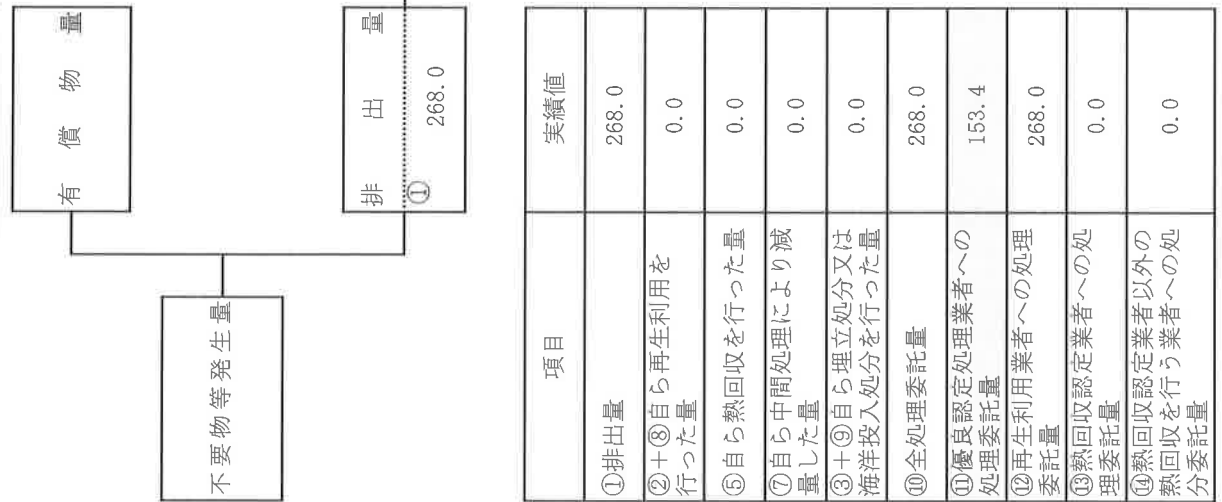 有償物量
不要物等発生量
排出量
①
268.0
項目
実績値
①排出量
268.0
②+⑧自ら再生利用を
行った量
0.0
⑤自ら熱回収を行った量
0.0
⑦自ら中間処理により減
量した量
0.0
③+⑨自ら埋立処分又は
海洋投入処分を行った量
0.0
⑩全処理委託量
268.0
⑪優良認定処理業者への
処理委託量
153.4
⑫再生利用業者への処理
委託量
268.0
⑬熱回収認定業者への処
理委託量
0.0
⑭熱回収認定業者以外の
熱回収を行う業者への処
分委託量
0.0